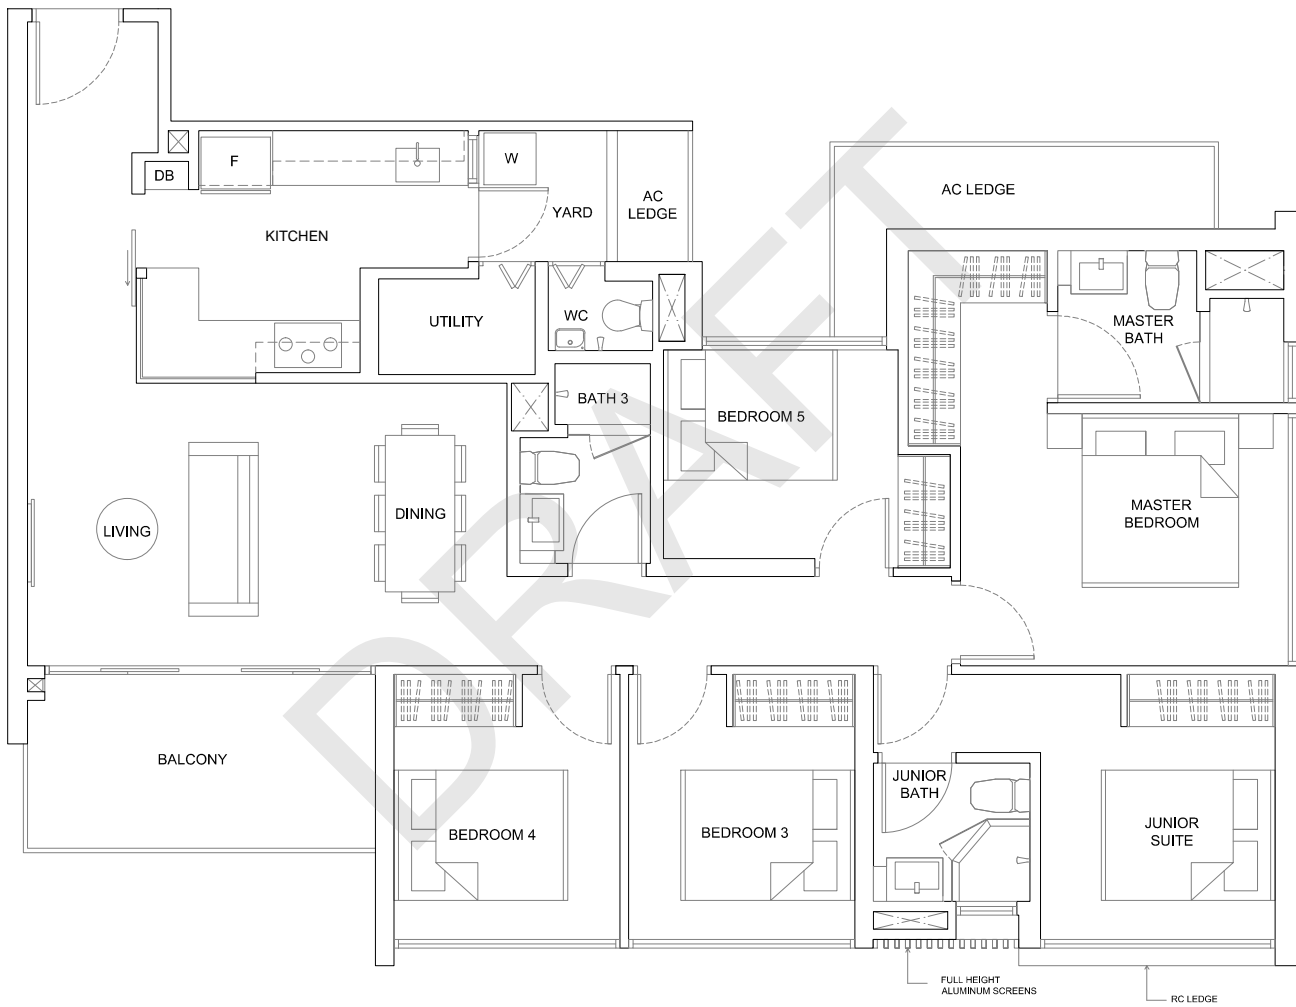 F
W
DB
KITCHEN
YARD
AC
LEDGE
AC LEDGE
UTILITY
WC
MASTER
BATH
BATH 3
BEDROOM 5
LIVING
DINING
MASTER
BEDROOM
DRAFT
BALCONY
BEDROOM 4
BEDROOM 3
JUNIOR
BATH
JUNIOR
SUITE
FULL HEIGHT
ALUMINUM SCREENS
RC LEDGE